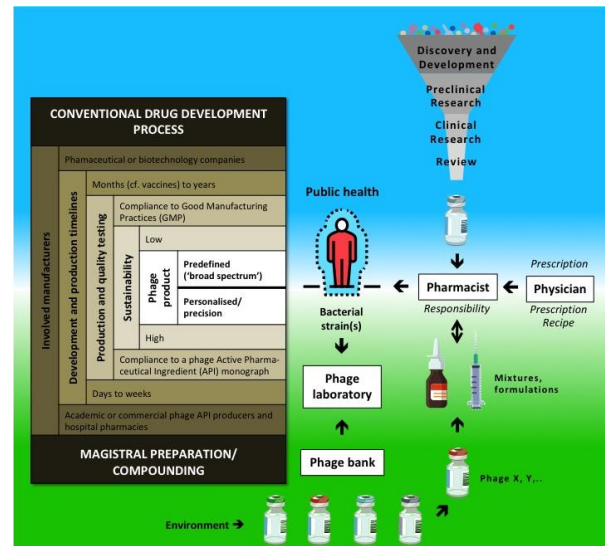 CONVENTIONAL DRUG DEVELOPMENT
PROCESS
Involved manufacturers
Phamaceutical or biotechnology companies
Development and production timelines
Months (cf. vaccines) to years
Production and quality testing
Compliance to Good Manufacturing
Practices (GMP)
Sustainability
Low
Phage
product
Predefined
('broad spectrum')
Personalised/
precision
High
Compliance to a phage Active Pharma-
ceutical Ingredient (API) monograph
Days to weeks
Academic or commercial phage API producers and
hospital pharmacies
MAGISTRAL PREPARATION/
COMPOUNDING
Discovery and
Development
Preclinical
Research
Clinical
Research
Review
Public health
Bacterial
strain(s)
Phage
laboratory
Phage bank
Pharmacist
Responsibility
Prescription
Physician
Prescription
Recipe
Mixtures,
formulations
Phage X, Y,..
Environment